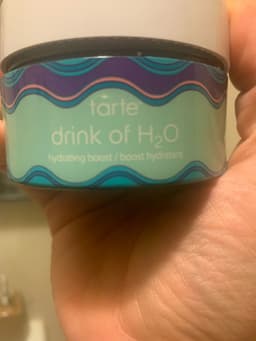 tarte
drink of H₂O
hydrating boost / boost hydratant